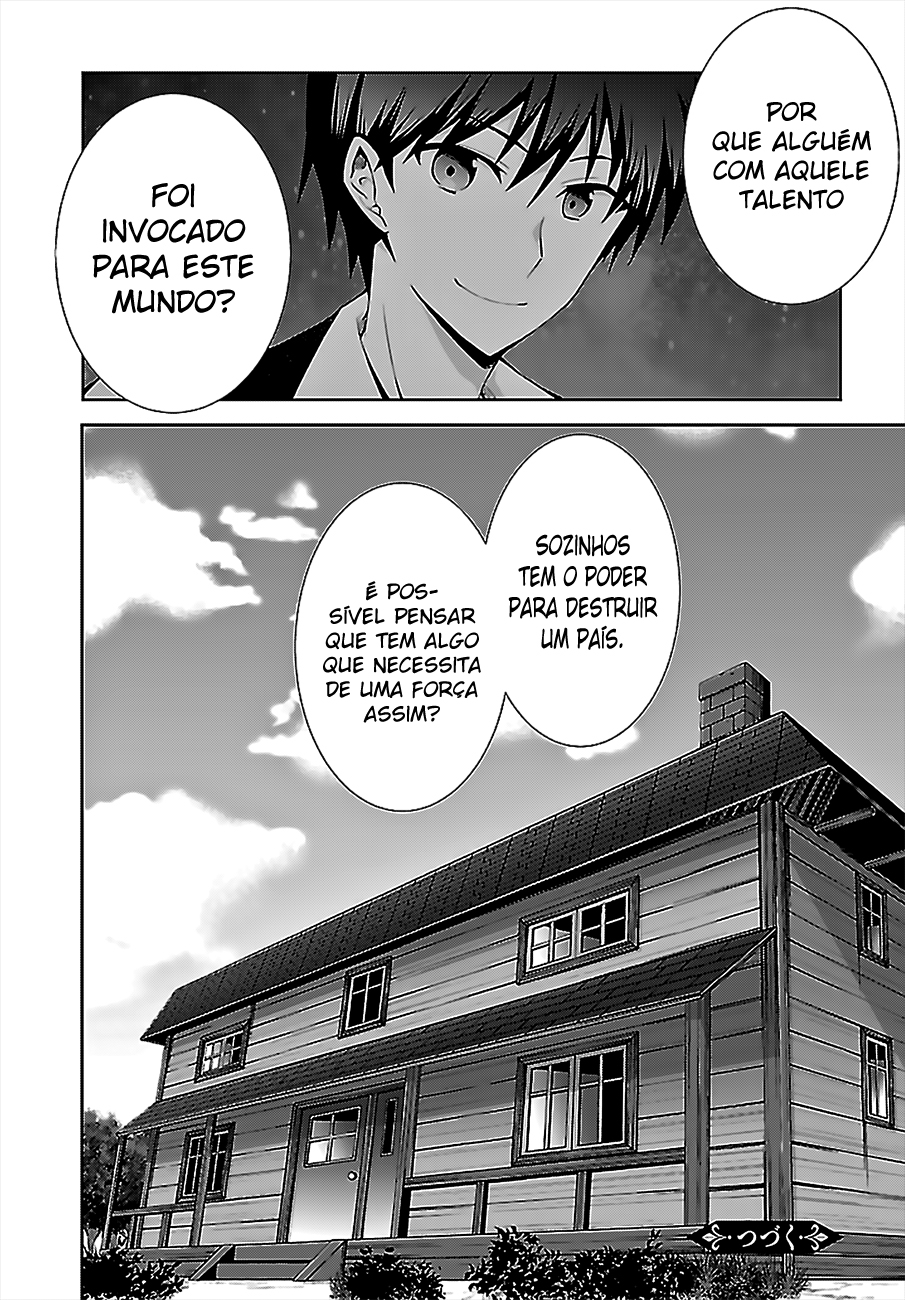 POR
QUE ALGUÉM
COM AQUELE
TALENTO
FOI
INVOCADO
PARA ESTE
MUNDO?
SOZINHOS
TEM O PODER
PARA DESTRUIR
UM PAÍS.
É POS-
SÍVEL PENSAR
QUE TEM ALGO
QUE NECESSITA
DE UMA FORÇA
ASSIM?
つづく